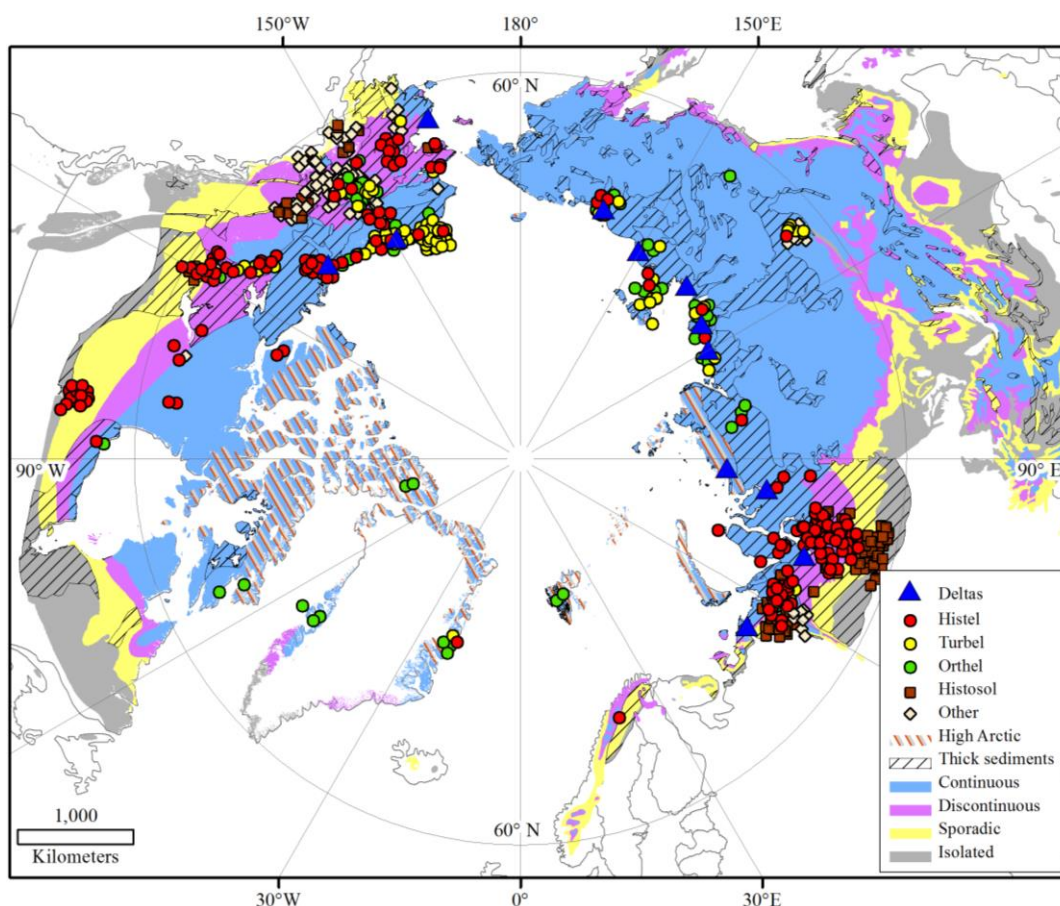 150°W
180°
150°E
60° N
90° W
90° E
Deltas
Histel
Turbel
Orthel
Histosol
Other
High Arctic
Thick sediments
Continuous
Discontinuous
Sporadic
Isolated
1,000
Kilometers
60° N
30°W
0°
30°E